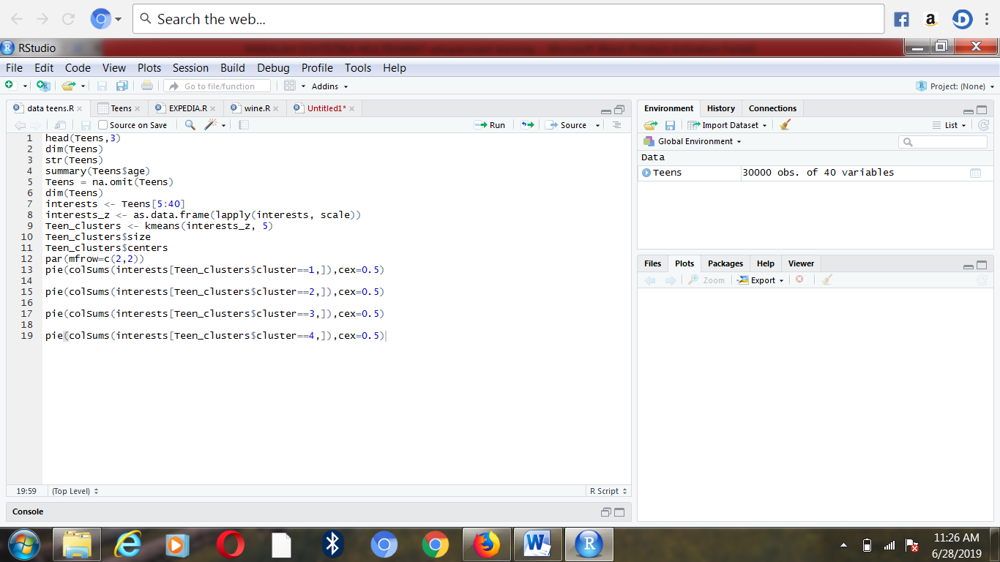 Search the web...
RStudio
File Edit Code View Plots Session Build Debug Profile Tools Help
Go to file/function Addins Project: (None)
data teens.R Teens EXPEDIA.R wine.R Untitled1*
Source on Save Run Source
1 head(Teens,3)
2 dim(Teens)
3 str(Teens)
4 summary(Teens$age)
5 Teens = na.omit(Teens)
6 dim(Teens)
7 interests <- Teens[5:40]
8 interests_z <- as.data.frame(lapply(interests, scale))
9 Teen_clusters <- kmeans(interests_z, 5)
10 Teen_clusters$size
11 Teen_clusters$centers
12 par(mfrow=c(2,2))
13 pie(colSums(interests[Teen_clusters$cluster==1,]),cex=0.5)
14
15 pie(colSums(interests[Teen_clusters$cluster==2,]),cex=0.5)
16
17 pie(colSums(interests[Teen_clusters$cluster==3,]),cex=0.5)
18
19 pie(colSums(interests[Teen_clusters$cluster==4,]),cex=0.5)
19:59 (Top Level) R Script
Console
Environment History Connections
Import Dataset List
Global Environment
Data
Teens 30000 obs. of 40 variables
Files Plots Packages Help Viewer
Zoom Export
11:26 AM
6/28/2019